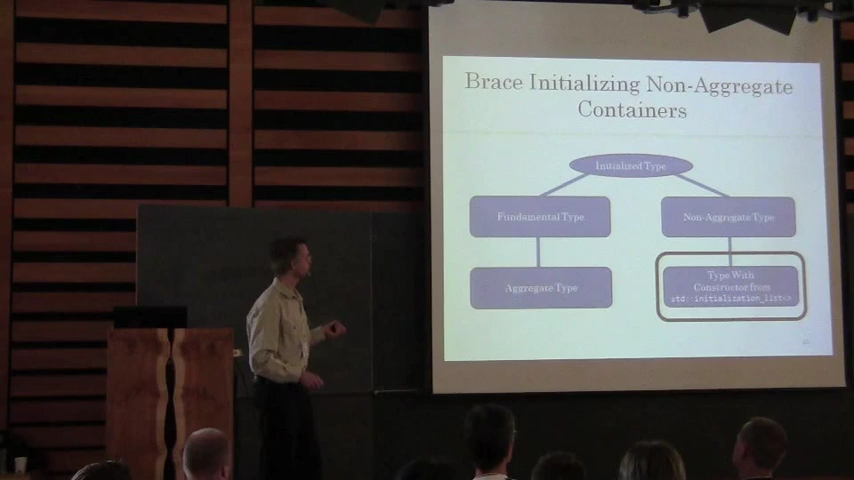 Brace Initializing Non-Aggregate
Containers
Initialized Type
Fundamental Type
Non-Aggregate Type
Aggregate Type
Type With
Constructor from
std::initialization_list<>